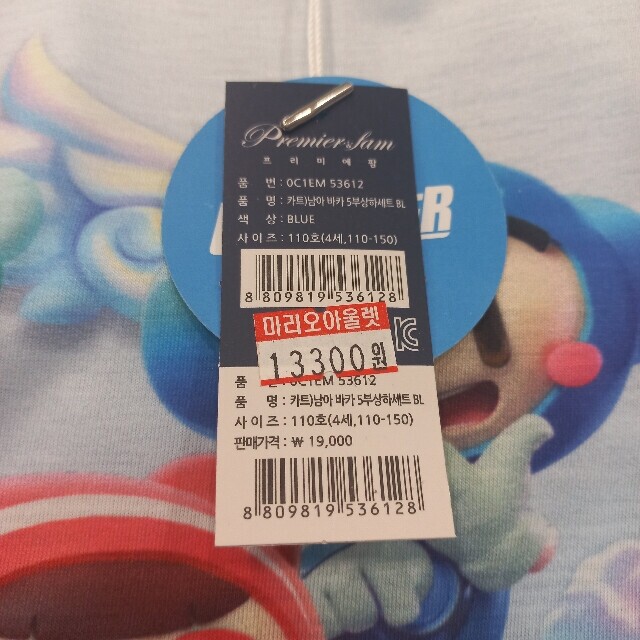 Premier Jam
프리미에쨈
품 번 : 0C1EM 53612
품 명 : 카트)남아 바카 5부상하세트 BL
색 상 : BLUE
사 이 즈 : 110호(4세,110-150)
8 809819 536128
마리오아울렛
13300원
품 번 : 0C1EM 53612
품 명 : 카트)남아 바카 5부상하세트 BL
사 이 즈 : 110호(4세,110-150)
판매가격 : ₩ 19,000
8 809819 536128